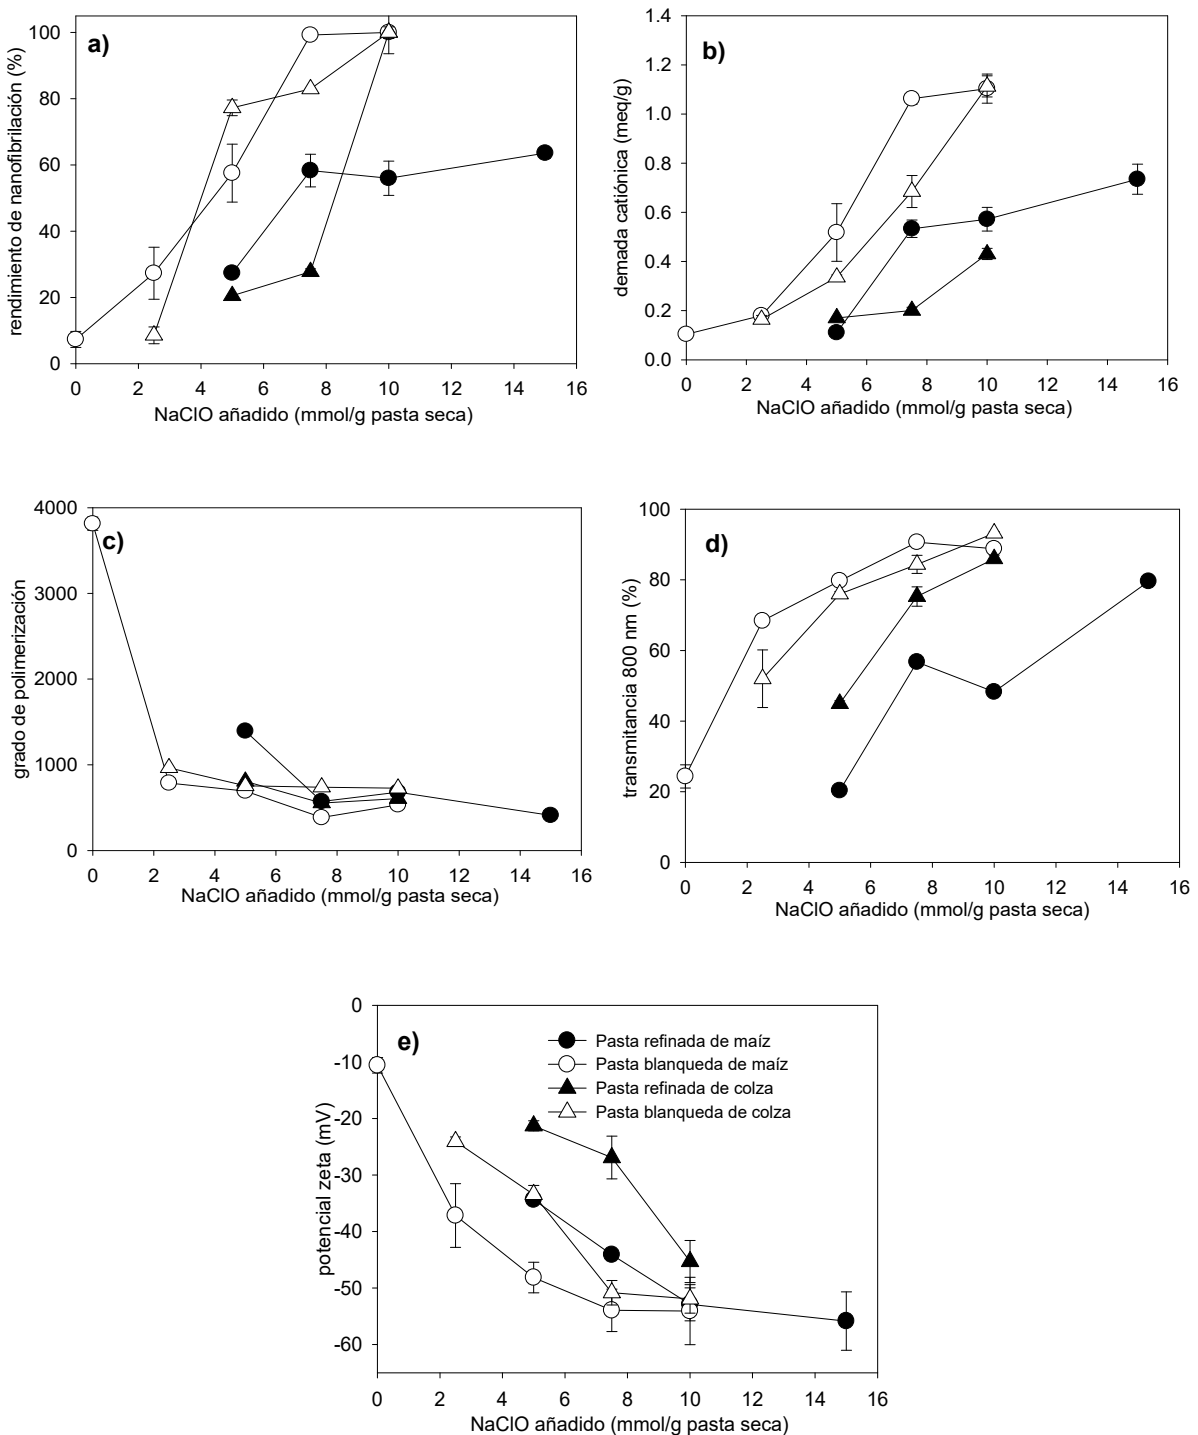 a)
rendimiento de nanofibrilación (%)
100
80
60
40
20
0
0 2 4 6 8 10 12 14 16
NaClO añadido (mmol/g pasta seca)
b)
demada catiónica (meq/g)
1.4
1.2
1.0
0.8
0.6
0.4
0.2
0.0
0 2 4 6 8 10 12 14 16
NaClO añadido (mmol/g pasta seca)
c)
grado de polimerización
4000
3000
2000
1000
0
0 2 4 6 8 10 12 14 16
NaClO añadido (mmol/g pasta seca)
d)
transmitancia 800 nm (%)
100
80
60
40
20
0
0 2 4 6 8 10 12 14 16
NaClO añadido (mmol/g pasta seca)
e)
potencial zeta (mV)
0
-10
-20
-30
-40
-50
-60
Pasta refinada de maíz
Pasta blanqueda de maíz
Pasta refinada de colza
Pasta blanqueda de colza
0 2 4 6 8 10 12 14 16
NaClO añadido (mmol/g pasta seca)